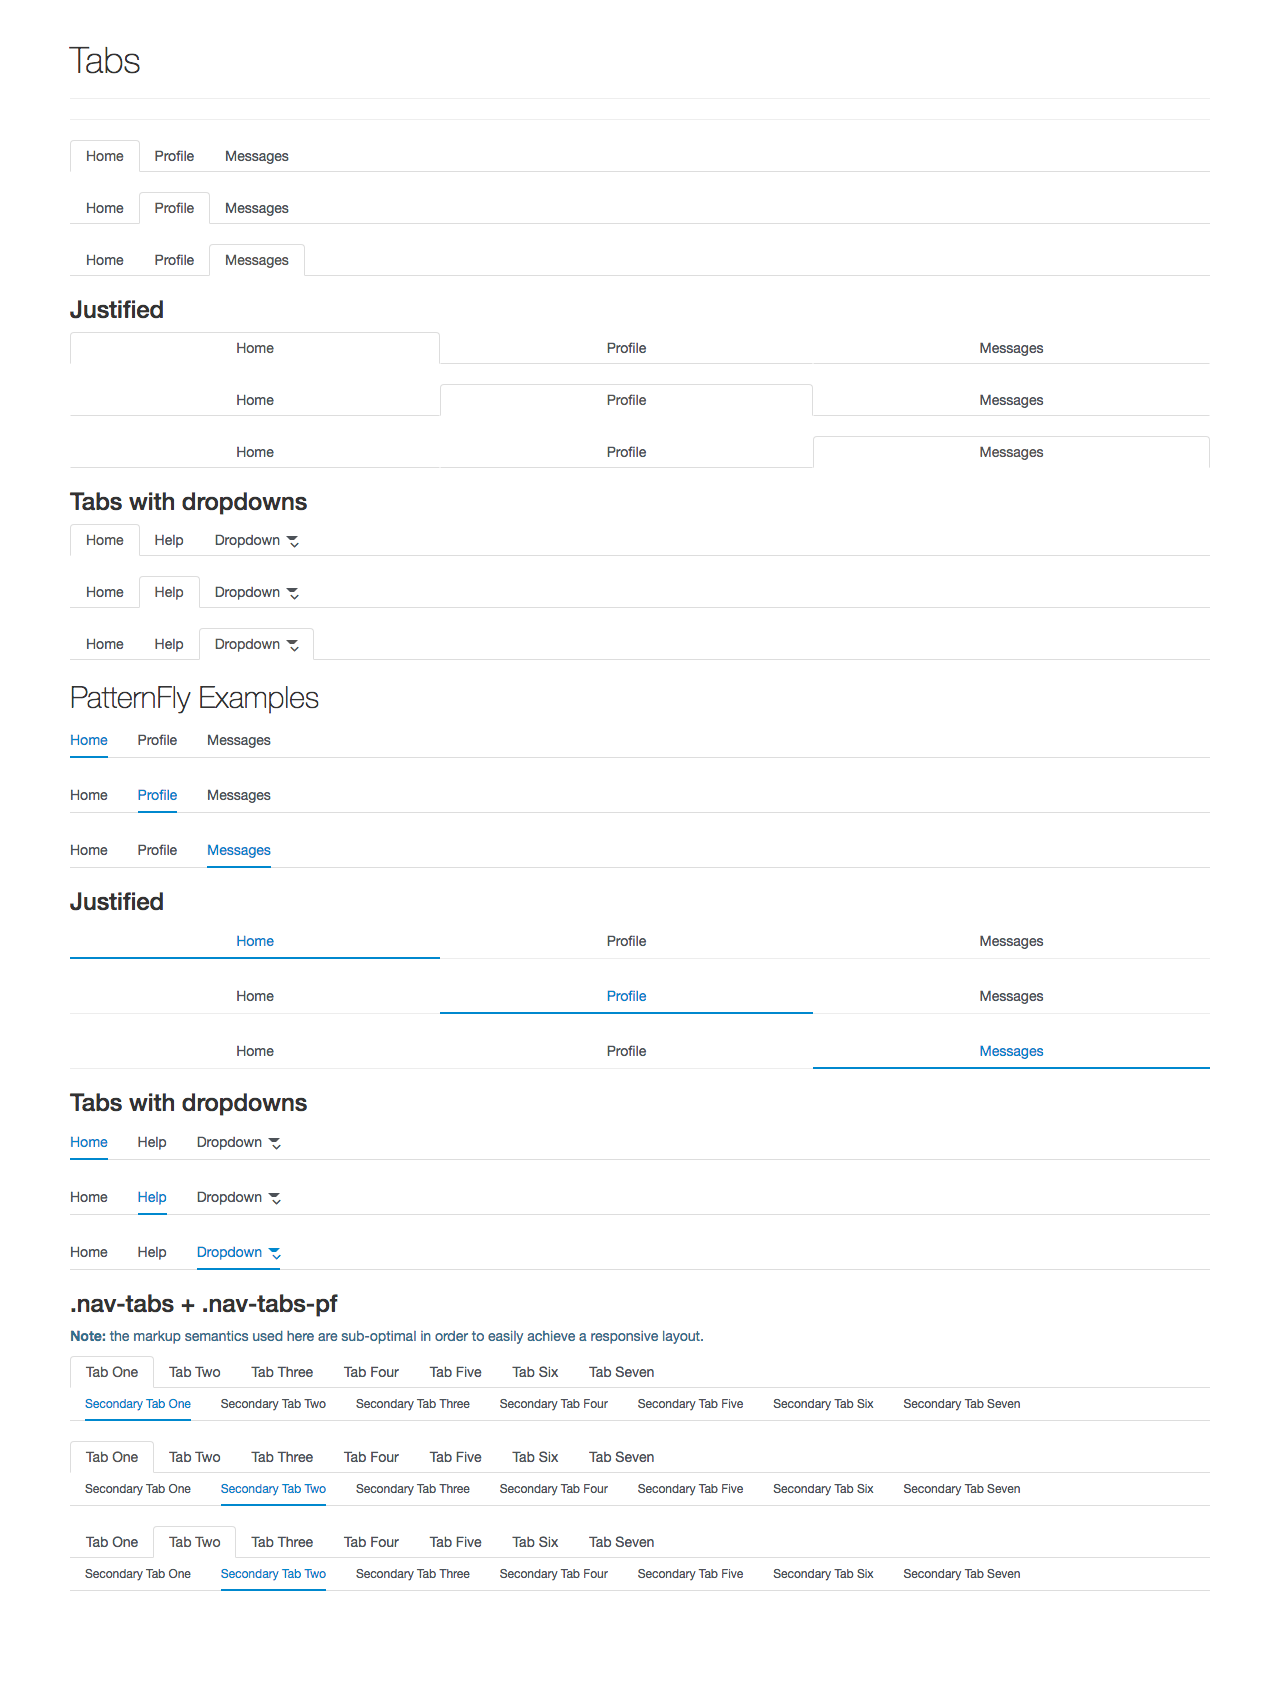 Tabs
Home Profile Messages
Home Profile Messages
Home Profile Messages
Justified
Home Profile Messages
Home Profile Messages
Home Profile Messages
Tabs with dropdowns
Home Help Dropdown
Home Help Dropdown
Home Help Dropdown
PatternFly Examples
Home Profile Messages
Home Profile Messages
Home Profile Messages
Justified
Home Profile Messages
Home Profile Messages
Home Profile Messages
Tabs with dropdowns
Home Help Dropdown
Home Help Dropdown
Home Help Dropdown
.nav-tabs + .nav-tabs-pf
Note: the markup semantics used here are sub-optimal in order to easily achieve a responsive layout.
Tab One Tab Two Tab Three Tab Four Tab Five Tab Six Tab Seven
Secondary Tab One Secondary Tab Two Secondary Tab Three Secondary Tab Four Secondary Tab Five Secondary Tab Six Secondary Tab Seven
Tab One Tab Two Tab Three Tab Four Tab Five Tab Six Tab Seven
Secondary Tab One Secondary Tab Two Secondary Tab Three Secondary Tab Four Secondary Tab Five Secondary Tab Six Secondary Tab Seven
Tab One Tab Two Tab Three Tab Four Tab Five Tab Six Tab Seven
Secondary Tab One Secondary Tab Two Secondary Tab Three Secondary Tab Four Secondary Tab Five Secondary Tab Six Secondary Tab Seven